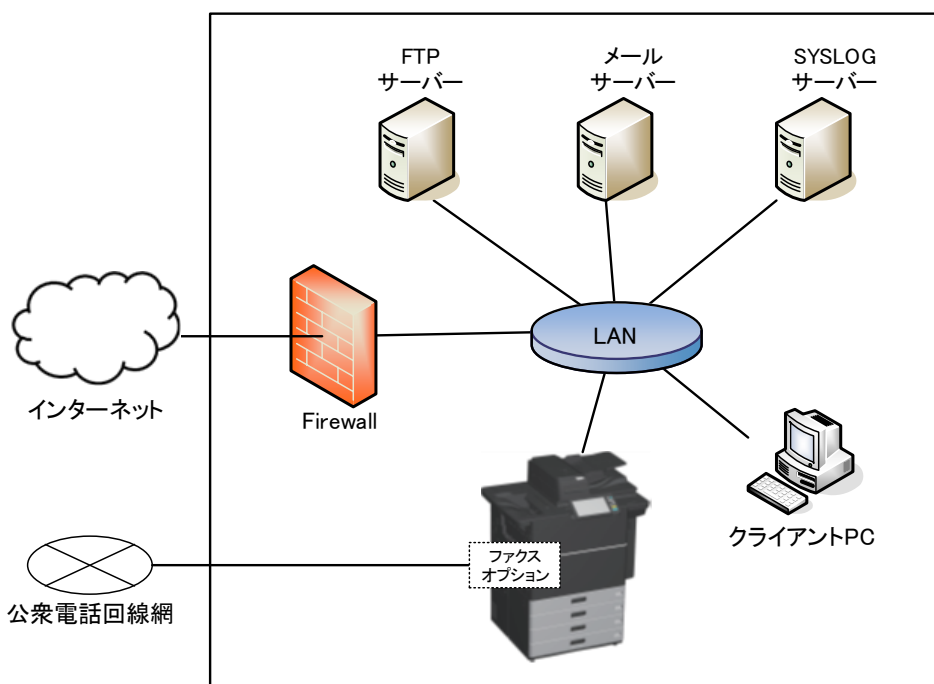 FTP
サーバー
メール
サーバー
SYSLOG
サーバー
LAN
インターネット
Firewall
クライアントPC
ファクス
オプション
公衆電話回線網